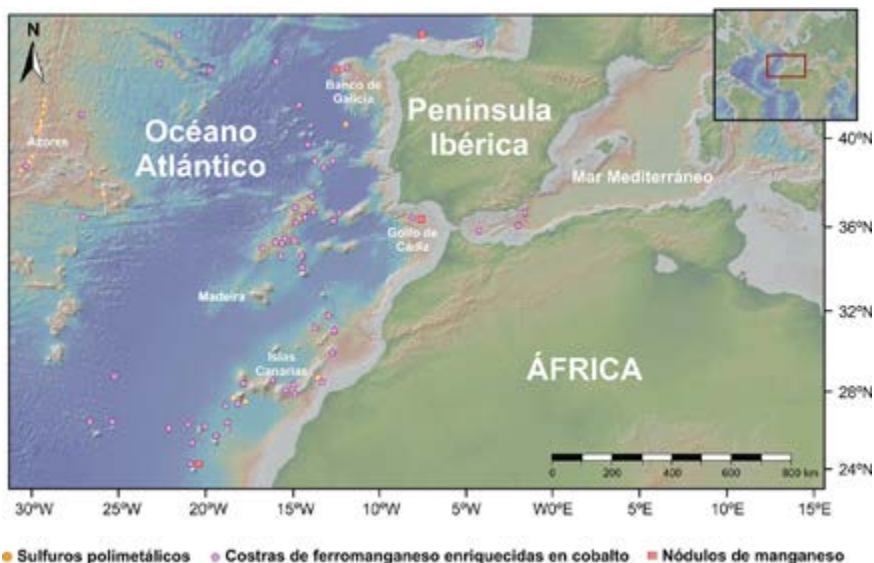 N
Banco de
Galicia
Península
Ibérica
Océano
Atlántico
Azores
Mar Mediterráneo
Golfo de
Cádiz
Madeira
Islas
Canarias
ÁFRICA
40ºN
36ºN
32ºN
28ºN
24ºN
0 200 400 600 800 km
30ºW 25ºW 20ºW 15ºW 10ºW 5ºW W0ºE 5ºE 10ºE 15ºE
Sulfuros polimetálicos Costras de ferromanganeso enriquecidas en cobalto Nódulos de manganeso